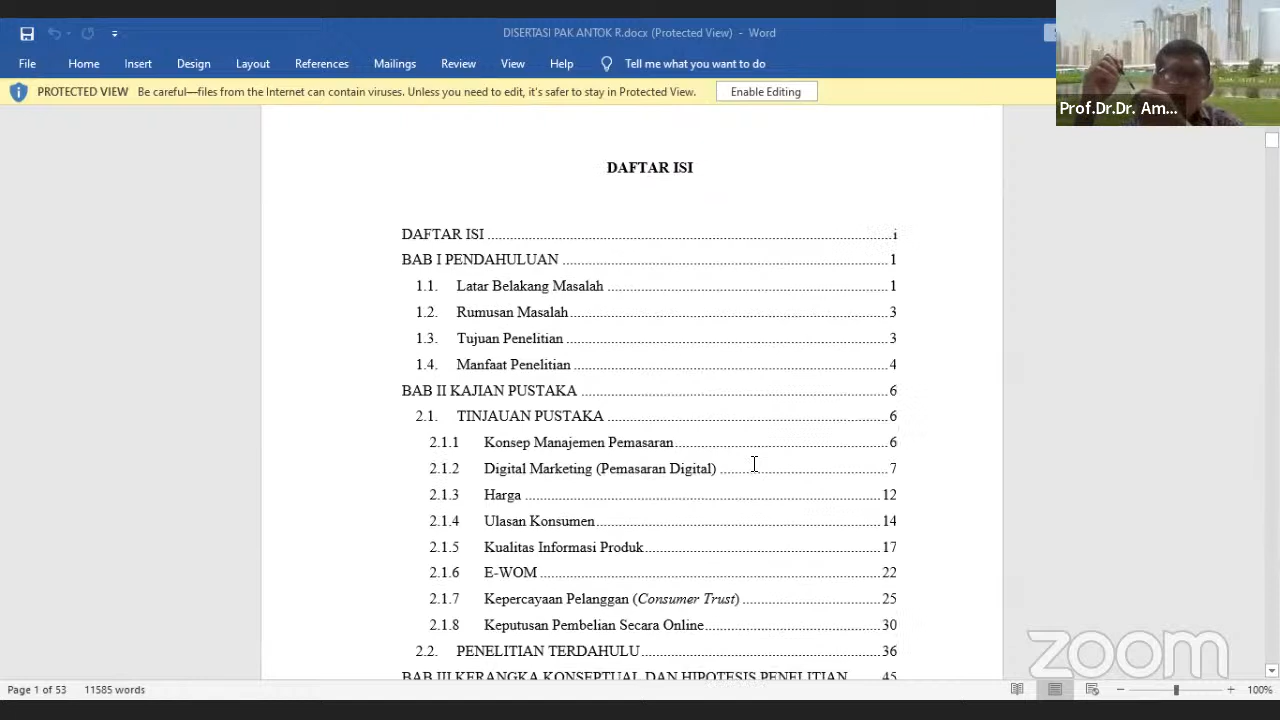 DISERTASI PAK ANTOK R.docx (Protected View) - Word
File Home Insert Design Layout References Mailings Review View Help Tell me what you want to do
PROTECTED VIEW Be careful—files from the Internet can contain viruses. Unless you need to edit, it's safer to stay in Protected View. Enable Editing
Prof.Dr.Dr. Am...
DAFTAR ISI
DAFTAR ISI i
BAB I PENDAHULUAN 1
1.1. Latar Belakang Masalah 1
1.2. Rumusan Masalah 3
1.3. Tujuan Penelitian 3
1.4. Manfaat Penelitian 4
BAB II KAJIAN PUSTAKA 6
2.1. TINJAUAN PUSTAKA 6
2.1.1 Konsep Manajemen Pemasaran 6
2.1.2 Digital Marketing (Pemasaran Digital) 7
2.1.3 Harga 12
2.1.4 Ulasan Konsumen 14
2.1.5 Kualitas Informasi Produk 17
2.1.6 E-WOM 22
2.1.7 Kepercayaan Pelanggan (Consumer Trust) 25
2.1.8 Keputusan Pembelian Secara Online 30
2.2. PENELITIAN TERDAHULU 36
BAB III KERANGKA KONSEPTUAL DAN HIPOTESIS PENELITIAN 45
zoom
Page 1 of 53 11585 words
100%